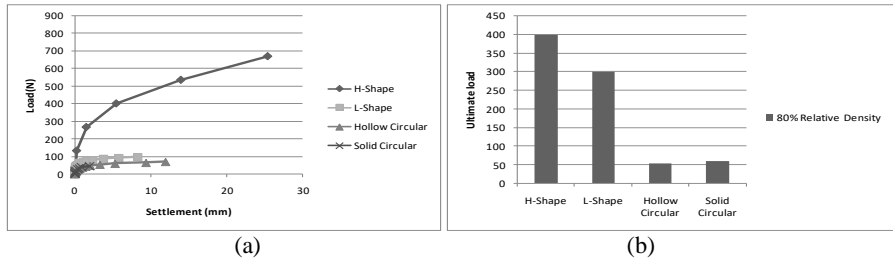 900
800
700
600
500
400
300
200
100
0
Load(N)
0 10 20 30
Settlement (mm)
H-Shape
L-Shape
Hollow Circular
Solid Circular
(a)
450
400
350
300
250
200
150
100
50
0
Ultimate load
H-Shape L-Shape Hollow Circular Solid Circular
80% Relative Density
(b)